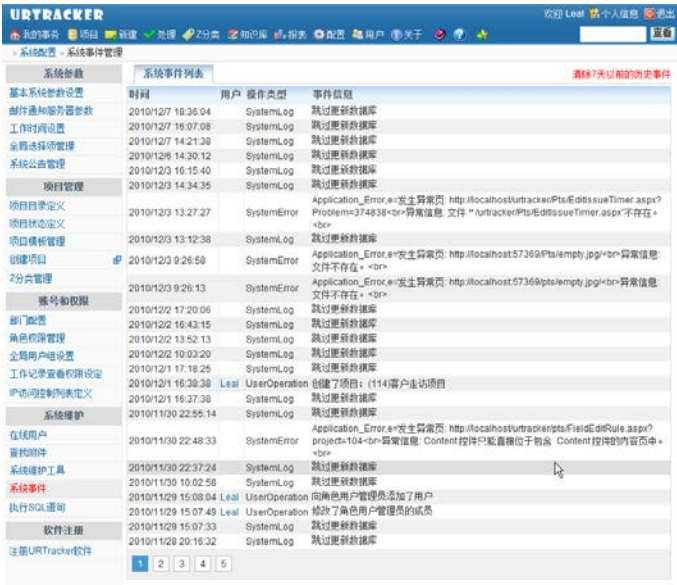 URTRACKER
欢迎 Leal 个人信息 退出
我的事务 项目 新建 处理 Z分类 知识库 报表 配置 用户 关于 查看
系统配置 » 系统事件管理
系统参数
基本系统参数设置
邮件通知服务器参数
工作时间设置
全局选择项管理
系统公告管理
项目管理
项目目录定义
项目状态定义
项目模板管理
创建项目
Z分类管理
账号和权限
部门配置
角色权限管理
全局用户组设置
工作记录查看权限设定
IP访问控制列表定义
系统维护
在线用户
查找附件
系统维护工具
系统事件
执行SQL语句
软件注册
注册URTracker软件
系统事件列表 清除7天以前的历史事件
时间 用户 操作类型 事件信息
2010/12/7 18:36:04 SystemLog 跳过更新数据库
2010/12/7 16:07:08 SystemLog 跳过更新数据库
2010/12/7 14:21:38 SystemLog 跳过更新数据库
2010/12/6 14:30:12 SystemLog 跳过更新数据库
2010/12/3 16:15:40 SystemLog 跳过更新数据库
2010/12/3 14:34:35 SystemLog 跳过更新数据库
2010/12/3 13:27:27 SystemError Application_Error,e=发生异常页: http://localhost/urtracker/Pts/EditIssueTimer.aspx?
Problem=374838<br>异常信息: 文件"/urtracker/Pts/EditIssueTimer.aspx"不存在。
<br>
2010/12/3 13:12:38 SystemLog 跳过更新数据库
2010/12/3 9:26:58 SystemError Application_Error,e=发生异常页: http://localhost:57369/Pts/empty.jpg/<br>异常信息:
文件不存在。<br>
2010/12/3 9:26:13 SystemError Application_Error,e=发生异常页: http://localhost:57369/pts/empty.jpg/<br>异常信息:
文件不存在。<br>
2010/12/2 17:20:06 SystemLog 跳过更新数据库
2010/12/2 16:43:15 SystemLog 跳过更新数据库
2010/12/2 13:52:13 SystemLog 跳过更新数据库
2010/12/2 10:03:20 SystemLog 跳过更新数据库
2010/12/1 17:18:25 SystemLog 跳过更新数据库
2010/12/1 16:38:38 Leal UserOperation 创建了项目: (114)客户走访项目
2010/12/1 16:37:38 SystemLog 跳过更新数据库
2010/11/30 22:55:14 SystemLog 跳过更新数据库
2010/11/30 22:48:33 SystemError Application_Error,e=发生异常页: http://localhost/urtracker/pts/FieldEditRule.aspx?
project=104<br>异常信息: Content 控件只能直接位于包含 Content 控件的内容页中。
<br>
2010/11/30 22:37:24 SystemLog 跳过更新数据库
2010/11/30 10:02:58 SystemLog 跳过更新数据库
2010/11/29 15:08:04 Leal UserOperation 向角色用户管理员添加了用户
2010/11/29 15:07:49 Leal UserOperation 修改了角色用户管理员的成员
2010/11/29 15:07:33 SystemLog 跳过更新数据库
2010/11/28 20:16:32 SystemLog 跳过更新数据库
1 2 3 4 5